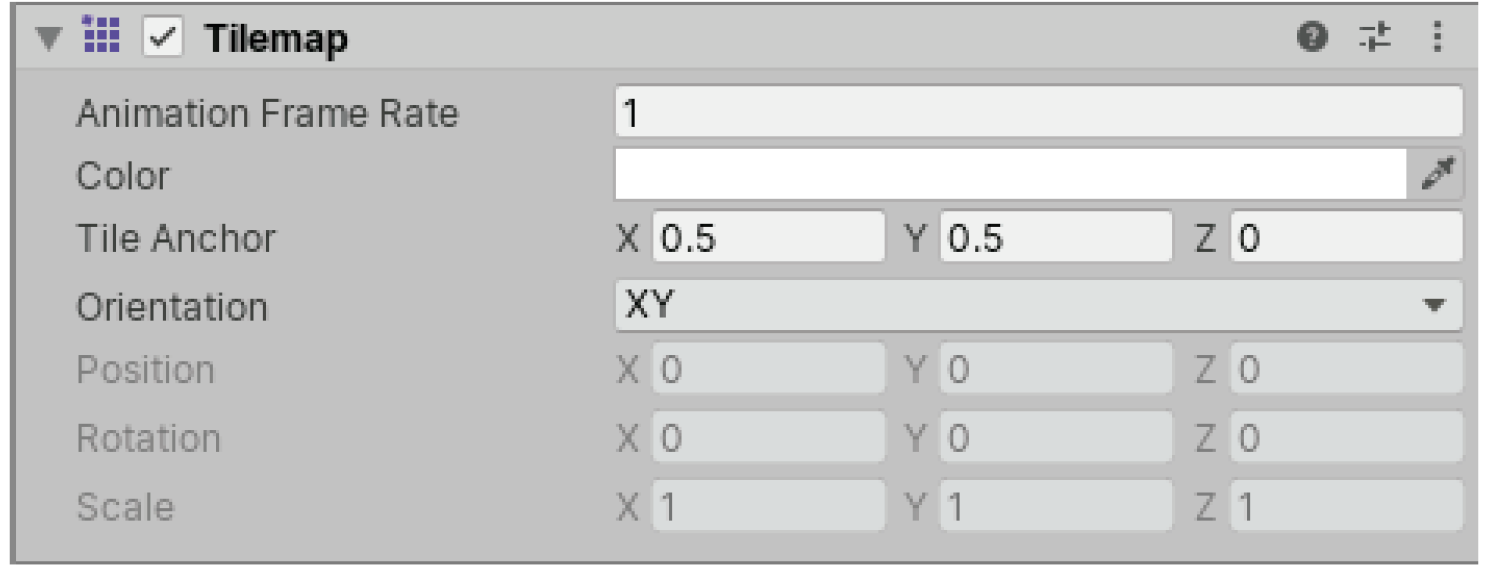 Tilemap
Animation Frame Rate 1
Color
Tile Anchor X 0.5 Y 0.5 Z 0
Orientation XY
Position X 0 Y 0 Z 0
Rotation X 0 Y 0 Z 0
Scale X 1 Y 1 Z 1